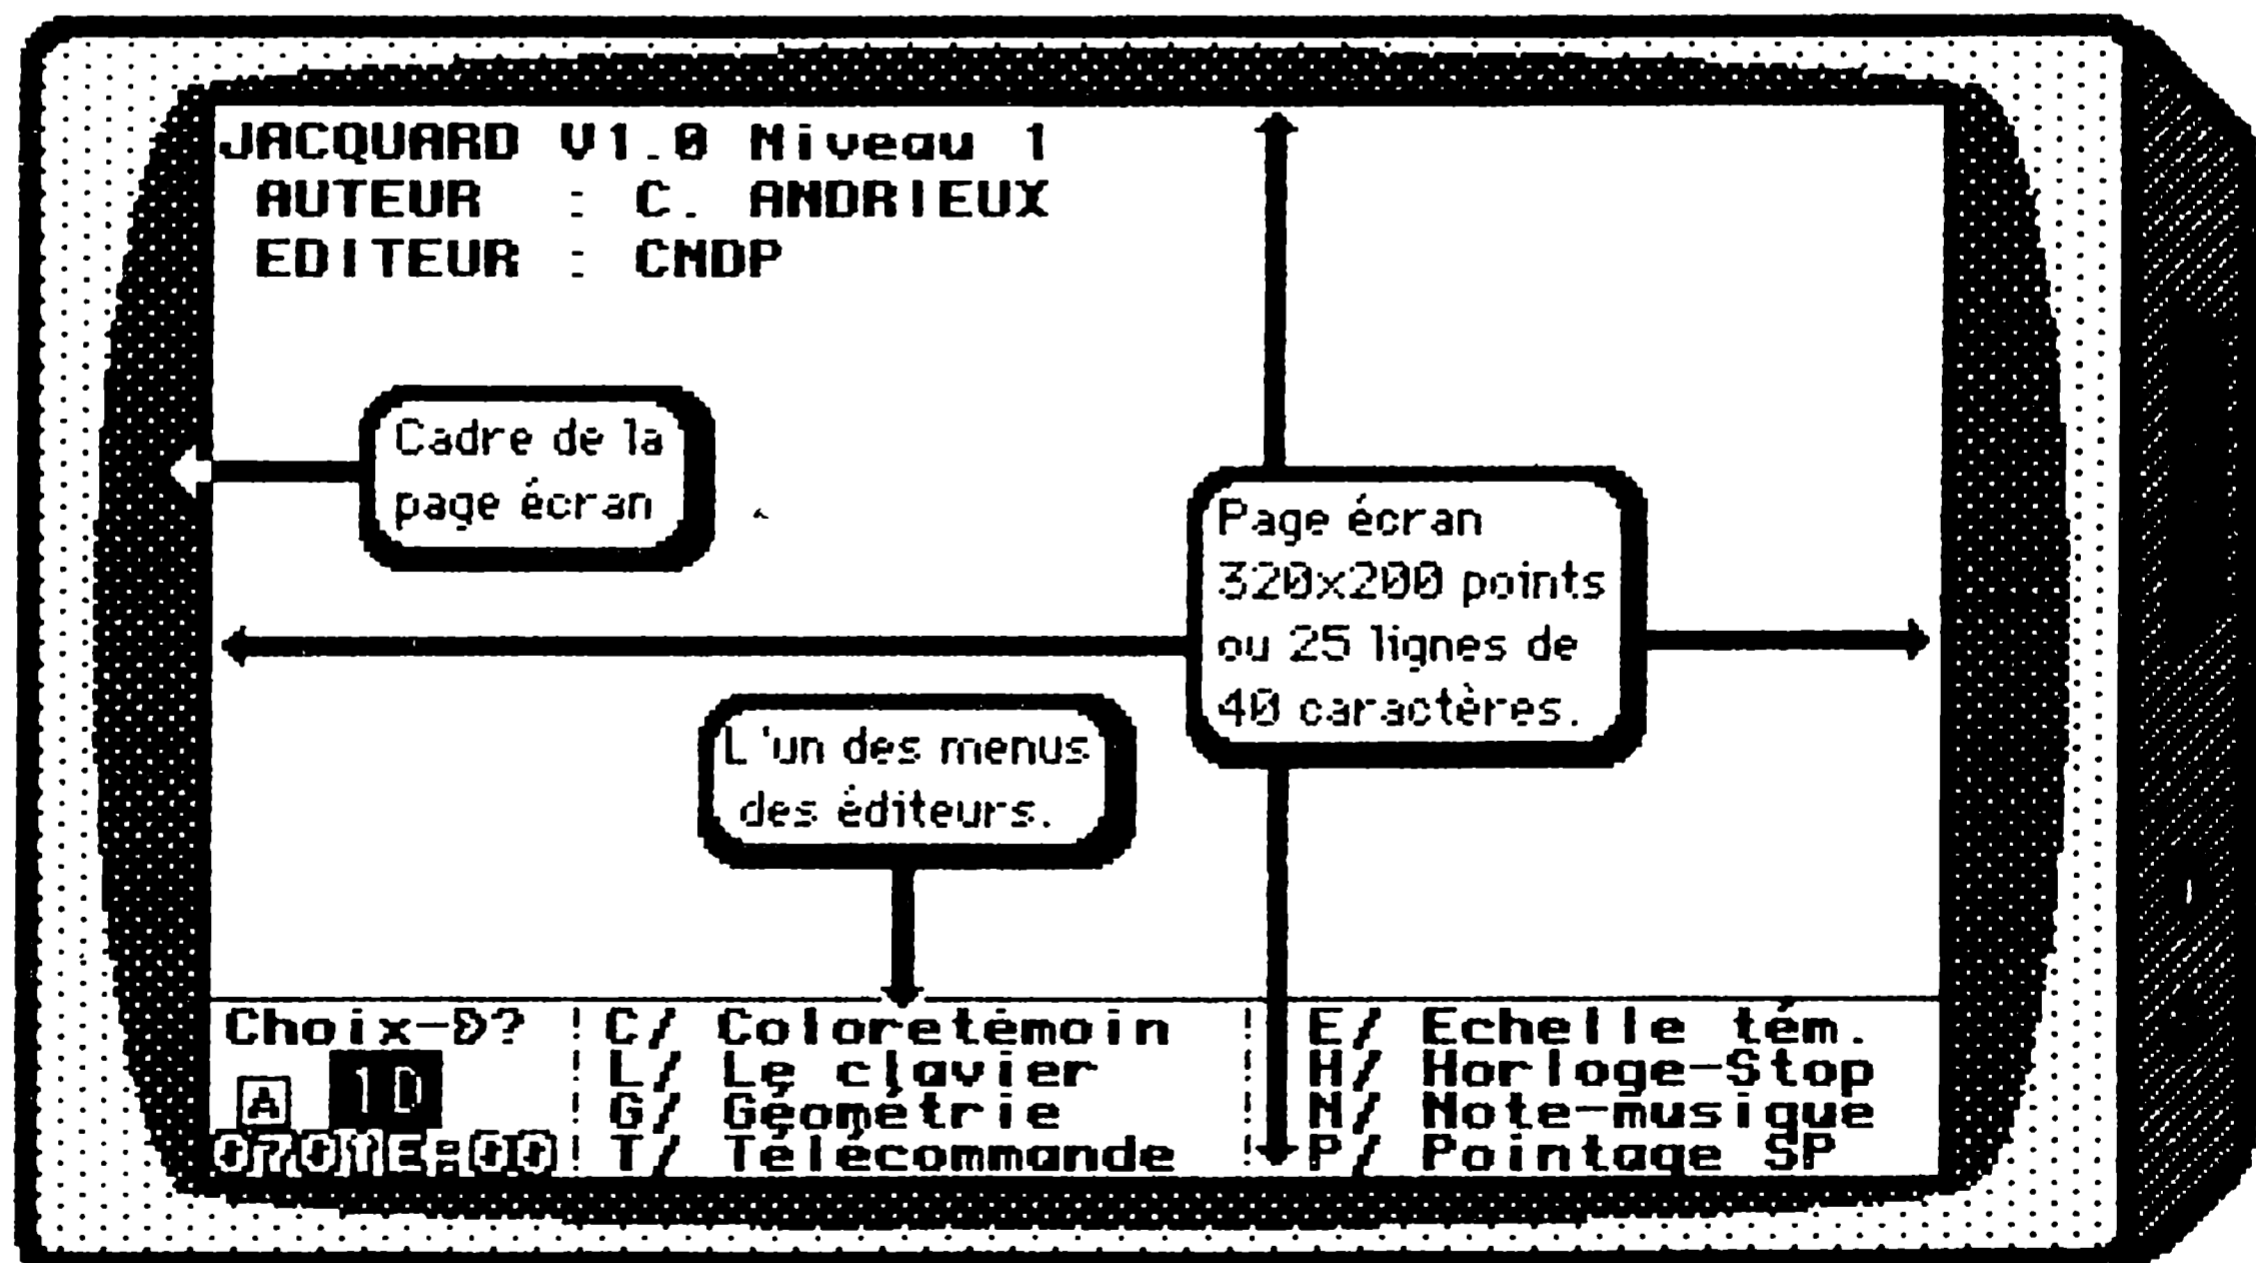 JACQUARD V1.0 Niveau 1
AUTEUR : C. ANDRIEUX
EDITEUR : CNDP
Cadre de la
page écran
Page écran
320x200 points
ou 25 lignes de
40 caractères.
L'un des menus
des éditeurs.
Choix-? C/ Coloretémoin E/ Echelle tém.
L/ Le clavier H/ Horloge-Stop
A 1D G/ Géométrie N/ Note-musique
T/ Télécommande P/ Pointage SP